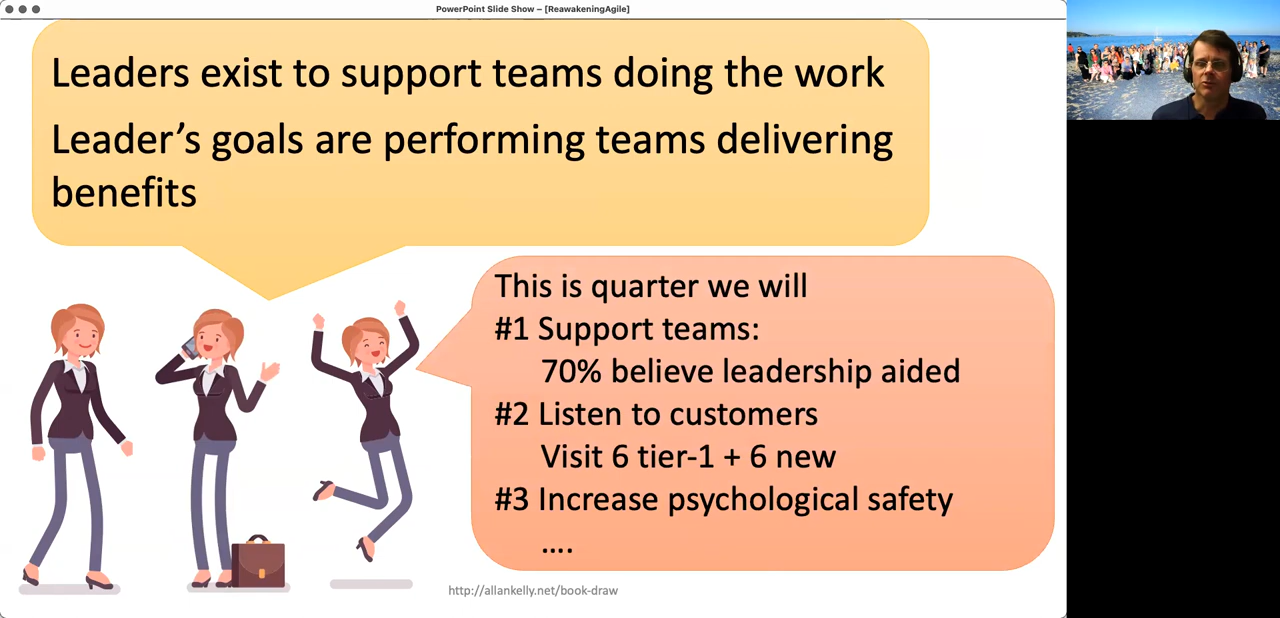 PowerPoint Slide Show – [ReawakeningAgile]
Leaders exist to support teams doing the work
Leader’s goals are performing teams delivering
benefits
This is quarter we will
#1 Support teams:
70% believe leadership aided
#2 Listen to customers
Visit 6 tier-1 + 6 new
#3 Increase psychological safety
....
http://allankelly.net/book-draw